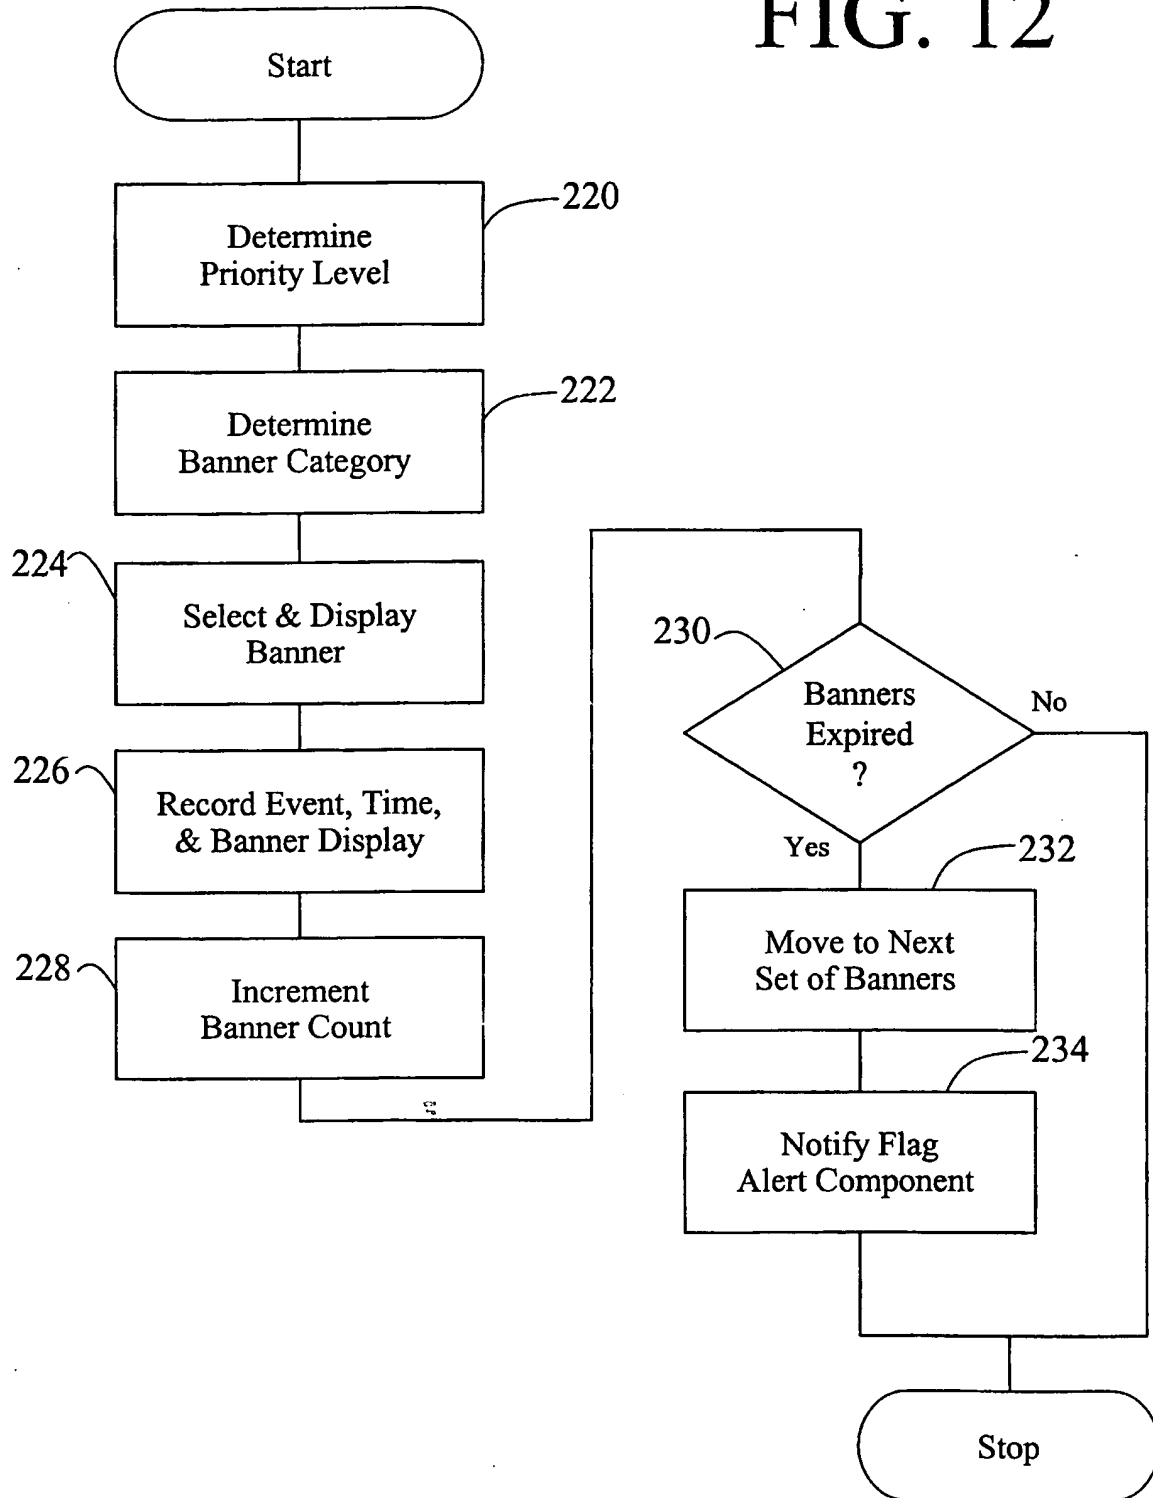 FIG. 12
Start
220
Determine
Priority Level
222
Determine
Banner Category
224
Select & Display
Banner
226
Record Event, Time,
& Banner Display
228
Increment
Banner Count
230
Banners
Expired
?
No
Yes
232
Move to Next
Set of Banners
234
Notify Flag
Alert Component
Stop